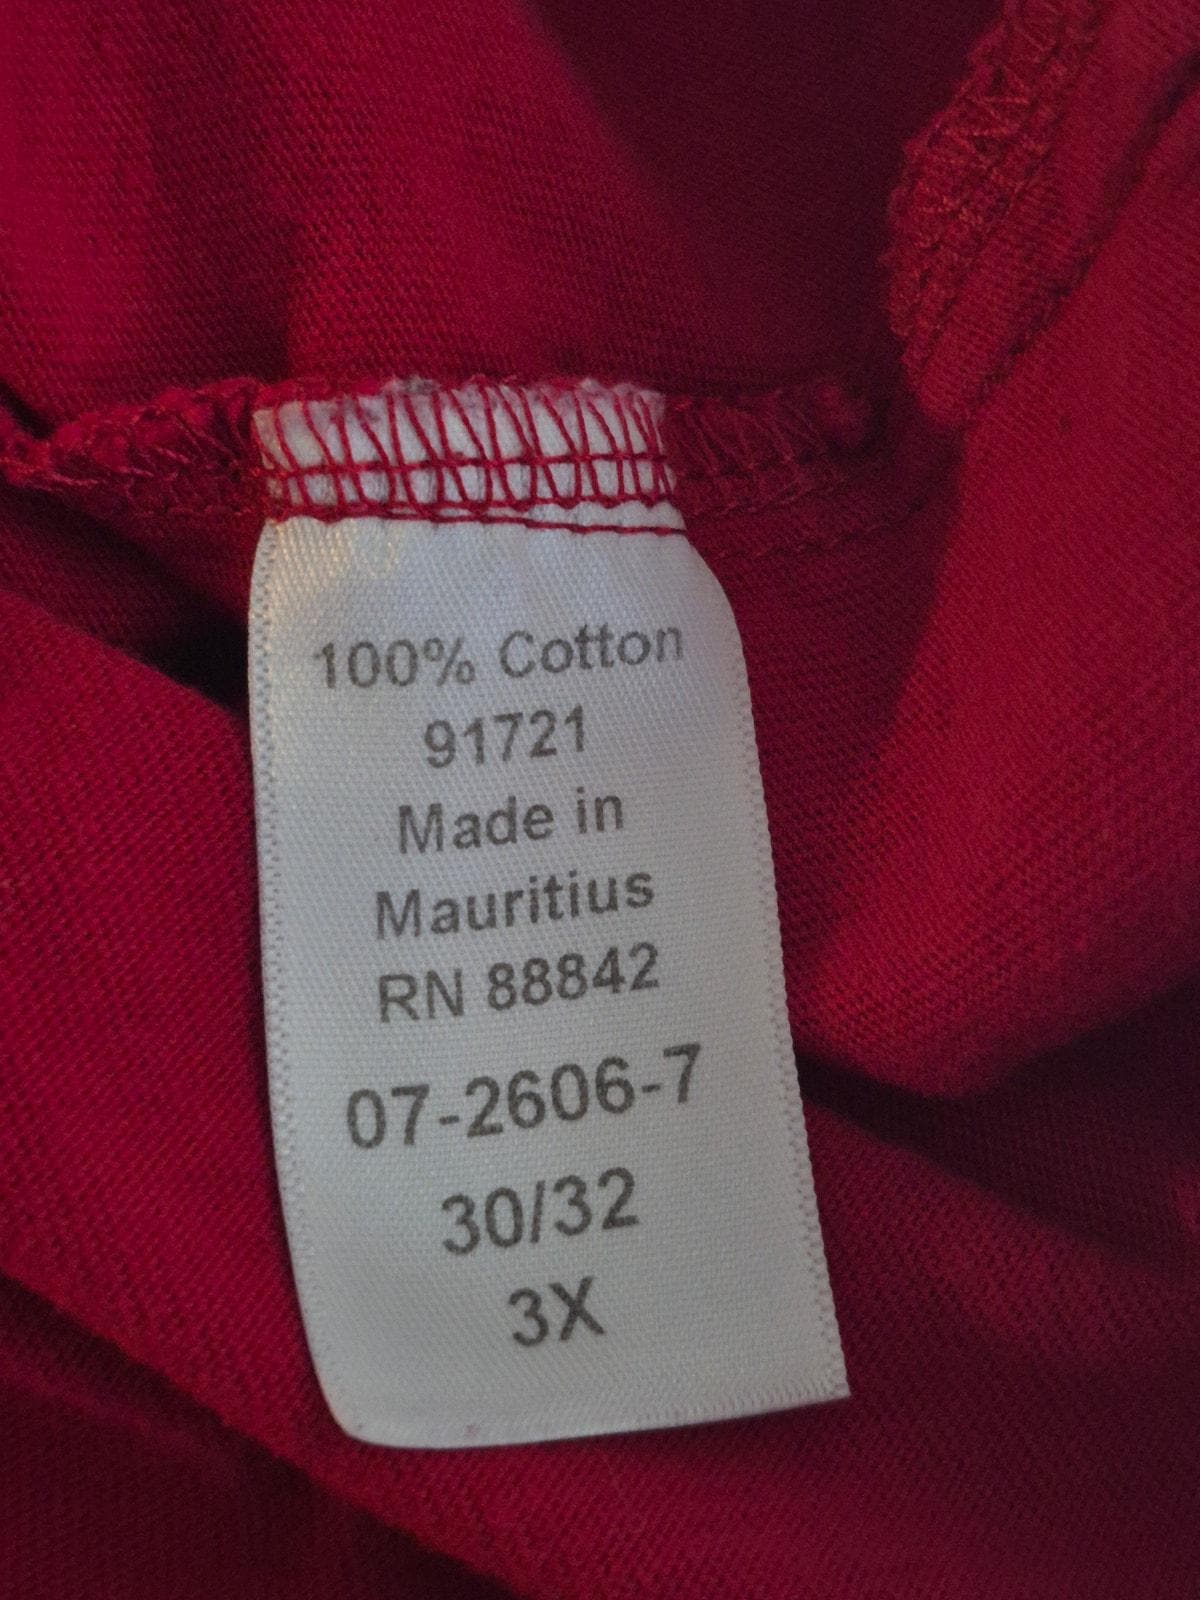 100% Cotton
91721
Made in
Mauritius
RN 88842
07-2606-7
30/32
3X